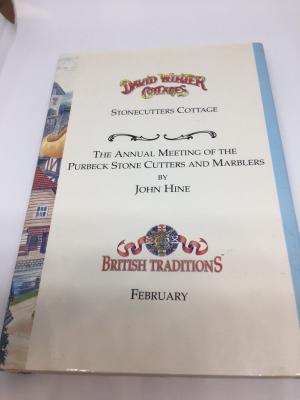 DAVID WINTER
COTTAGES
STONECUTTERS COTTAGE
THE ANNUAL MEETING OF THE
PURBECK STONE CUTTERS AND MARBLERS
BY
JOHN HINE
BRITISH TRADITIONS™
FEBRUARY